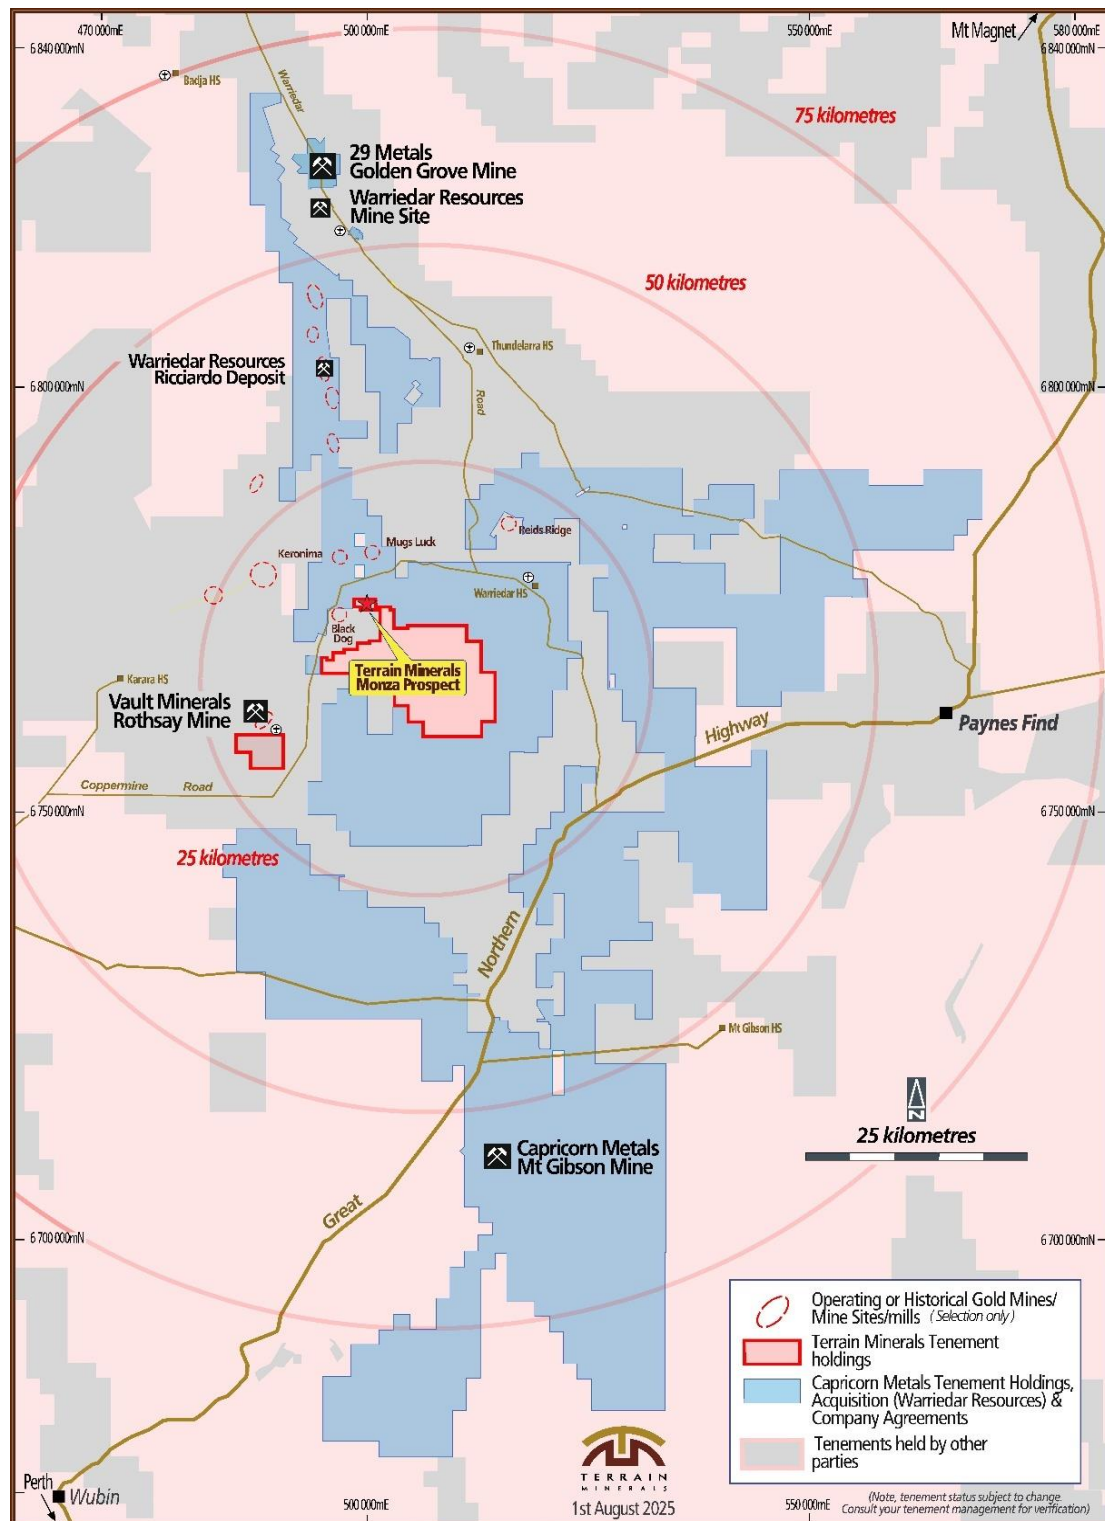 470 000mE
500 000mE
550 000mE
Mt Magnet
580 000mE
6 840 000mN
6 840 000mN
Badja HS
Warriedar
75 kilometres
29 Metals
Golden Grove Mine
Warriedar Resources
Mine Site
50 kilometres
Thundelarra HS
Warriedar Resources
Ricciardo Deposit
6 800 000mN
6 800 000mN
Road
Reids Ridge
Mugs Luck
Keronima
Warriedar HS
Black
Dog
Terrain Minerals
Monza Prospect
Karara HS
Vault Minerals
Rothsay Mine
Highway
Paynes Find
Coppermine Road
6 750 000mN
6 750 000mN
25 kilometres
Northern
Mt Gibson HS
N
25 kilometres
Capricorn Metals
Mt Gibson Mine
Great
6 700 000mN
6 700 000mN
Operating or Historical Gold Mines/
Mine Sites/mills (Selection only)
Terrain Minerals Tenement
holdings
Capricorn Metals Tenement Holdings,
Acquisition (Warriedar Resources) &
Company Agreements
Tenements held by other
parties
TERRAIN
MINERALS
1st August 2025
Perth
Wubin
500 000mE
550 000mE
(Note, tenement status subject to change.
Consult your tenement management for verification)